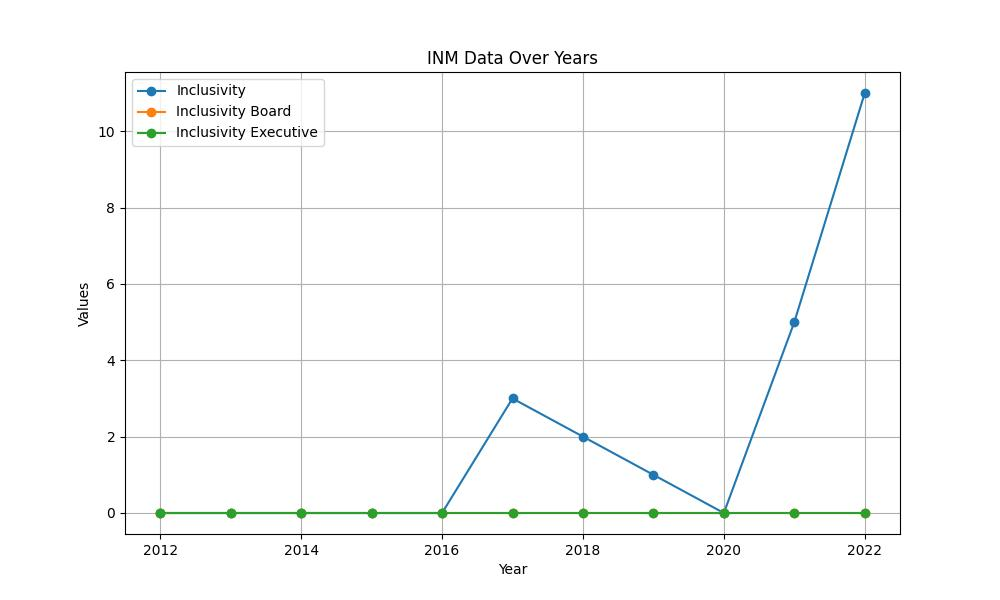 INM Data Over Years
Inclusivity
Inclusivity Board
Inclusivity Executive
10
8
6
4
2
0
Values
2012 2014 2016 2018 2020 2022
Year